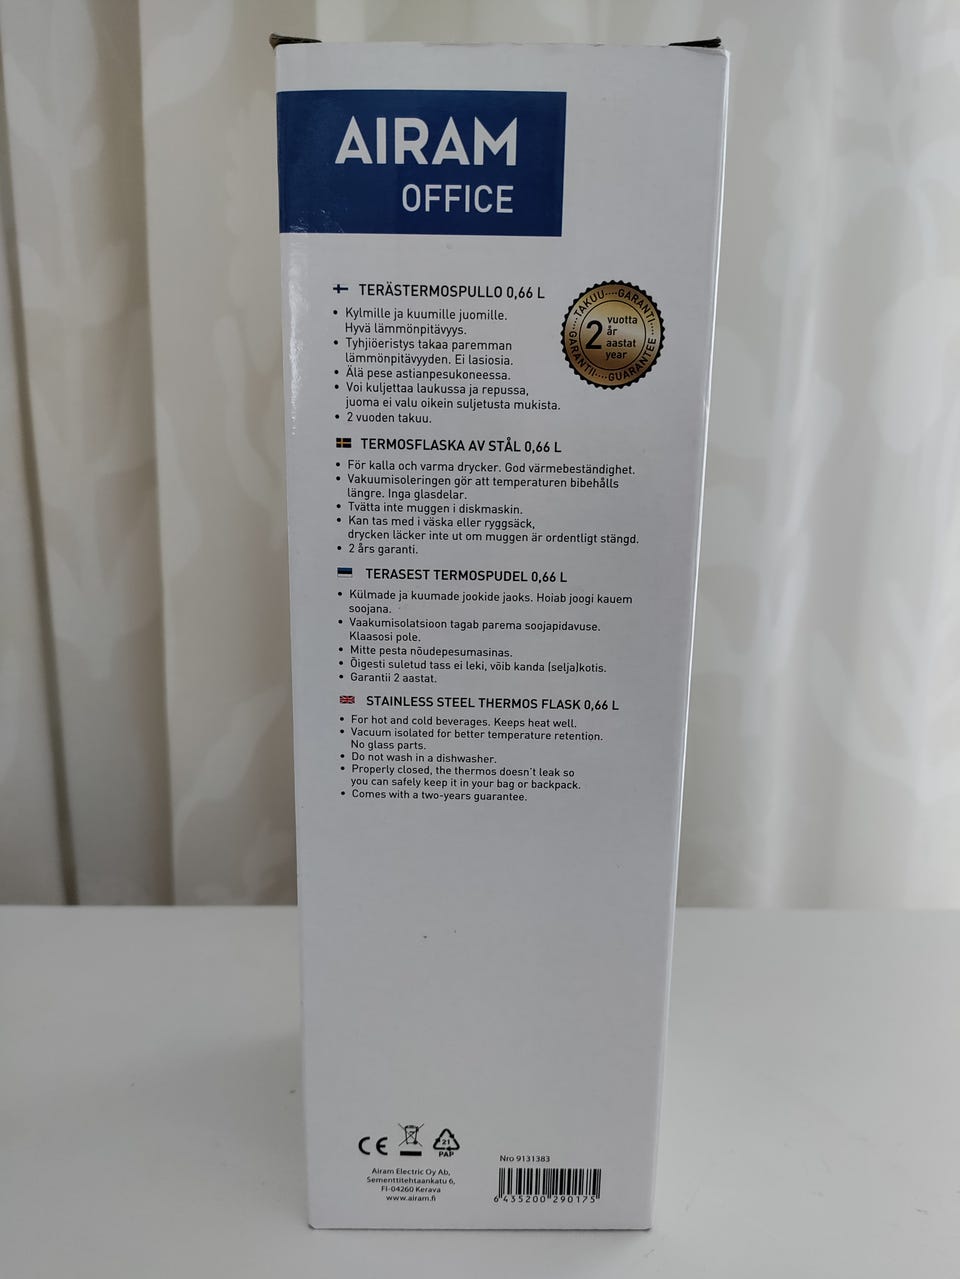 AIRAM
OFFICE
TERÄSTERMOSPULLO 0,66 L
• Kylmille ja kuumille juomille.
Hyvä lämmönpitävyys.
• Tyhjiöeristys takaa paremman
lämmönpitävyyden. Ei lasiosia.
• Älä pese astianpesukoneessa.
• Voi kuljettaa laukussa ja repussa,
juoma ei valu oikein suljetusta mukista.
• 2 vuoden takuu.
TAKUU····GARANTI····GUARANTEE····GARANTII
2
vuotta
år
aastat
year
TERMOSFLASKA AV STÅL 0,66 L
• För kalla och varma drycker. God värmebeständighet.
• Vakuumisoleringen gör att temperaturen bibehålls
längre. Inga glasdelar.
• Tvätta inte muggen i diskmaskin.
• Kan tas med i väska eller ryggsäck,
drycken läcker inte ut om muggen är ordentligt stängd.
• 2 års garanti.
TERASEST TERMOSPUDEL 0,66 L
• Külmade ja kuumade jookide jaoks. Hoiab joogi kauem
soojana.
• Vaakumisolatsioon tagab parema soojapidavuse.
Klaasosi pole.
• Mitte pesta nõudepesumasinas.
• Õigesti suletud tass ei leki, võib kanda (selja)kotis.
• Garantii 2 aastat.
STAINLESS STEEL THERMOS FLASK 0,66 L
• For hot and cold beverages. Keeps heat well.
• Vacuum isolated for better temperature retention.
No glass parts.
• Do not wash in a dishwasher.
• Properly closed, the thermos doesn't leak so
you can safely keep it in your bag or backpack.
• Comes with a two-years guarantee.
CE
21
PAP
Airam Electric Oy Ab,
Sementtitehtaankatu 6,
FI-04260 Kerava
www.airam.fi
Nro 9131383
6 435200 290175